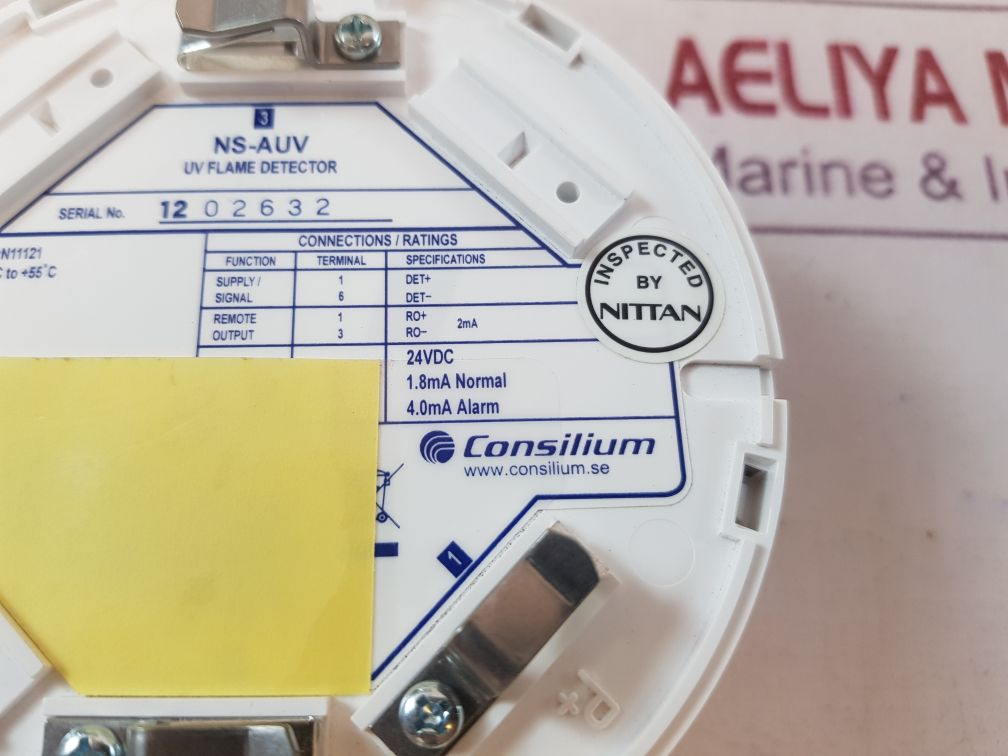 AELIYA M
Marine & In
3
NS-AUV
UV FLAME DETECTOR
SERIAL No. 1202632
N11121
C to +55°C
CONNECTIONS / RATINGS
FUNCTION TERMINAL SPECIFICATIONS
SUPPLY / 1 DET+
SIGNAL 6 DET-
REMOTE 1 RO+
OUTPUT 3 RO- 2mA
24VDC
1.8mA Normal
4.0mA Alarm
Consilium
www.consilium.se
1
INSPECTED
BY
NITTAN